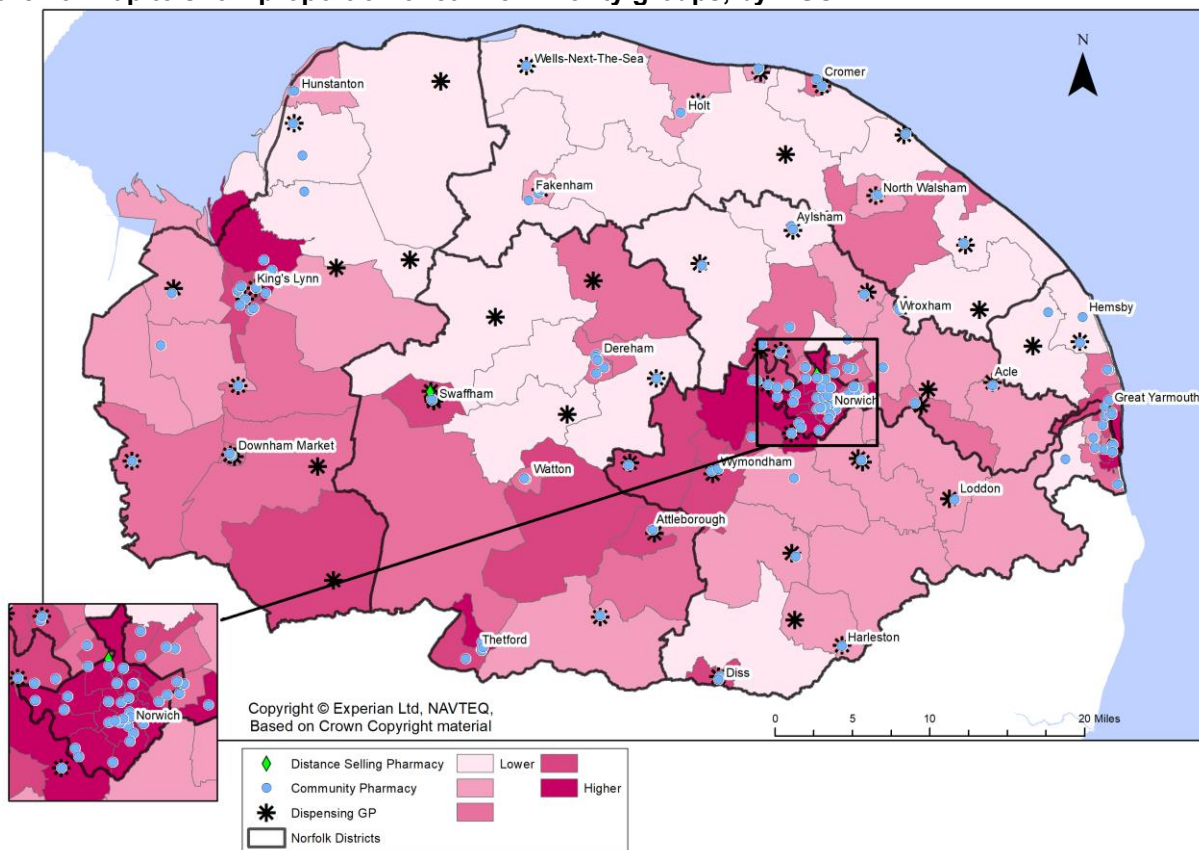 N
Wells-Next-The-Sea
Cromer
Hunstanton
Holt
Fakenham
North Walsham
Aylsham
King's Lynn
Wroxham
Hemsby
Dereham
Acle
Swaffham
Norwich
Great Yarmouth
Downham Market
Watton
Wymondham
Loddon
Attleborough
Thetford
Harleston
Diss
Norwich
Copyright © Experian Ltd, NAVTEQ,
Based on Crown Copyright material
0 5 10 20 Miles
Distance Selling Pharmacy Lower
Community Pharmacy Higher
Dispensing GP
Norfolk Districts